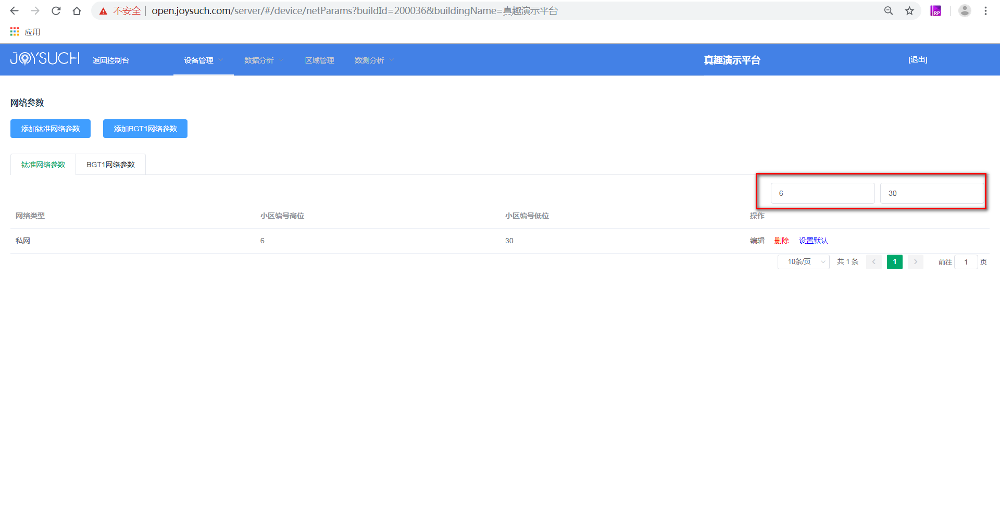 不安全 | open.joysuch.com/server/#/device/netParams?buildId=200036&buildingName=真趣演示平台
RP
应用
JOYSUCH 返回控制台 设备管理 数据分析 区域管理 数测分析 真趣演示平台 [退出]
网络参数
添加钛准网络参数 添加BGT1网络参数
钛准网络参数 BGT1网络参数
6 30
网络类型 小区编号高位 小区编号低位 操作
私网 6 30 编辑 删除 设置默认
10条/页 共 1 条 1 前往 1 页